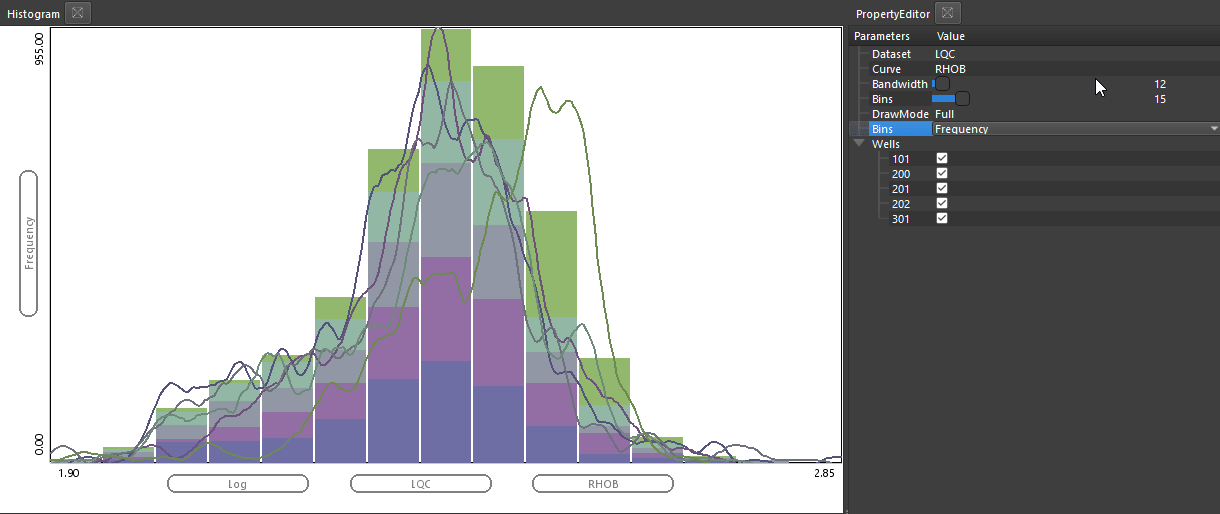 Histogram
955.00
Frequency
0.00
1.90
2.85
Log
LQC
RHOB
PropertyEditor
Parameters Value
Dataset LQC
Curve RHOB
Bandwidth 12
Bins 15
DrawMode Full
Bins Frequency
Wells
101
200
201
202
301